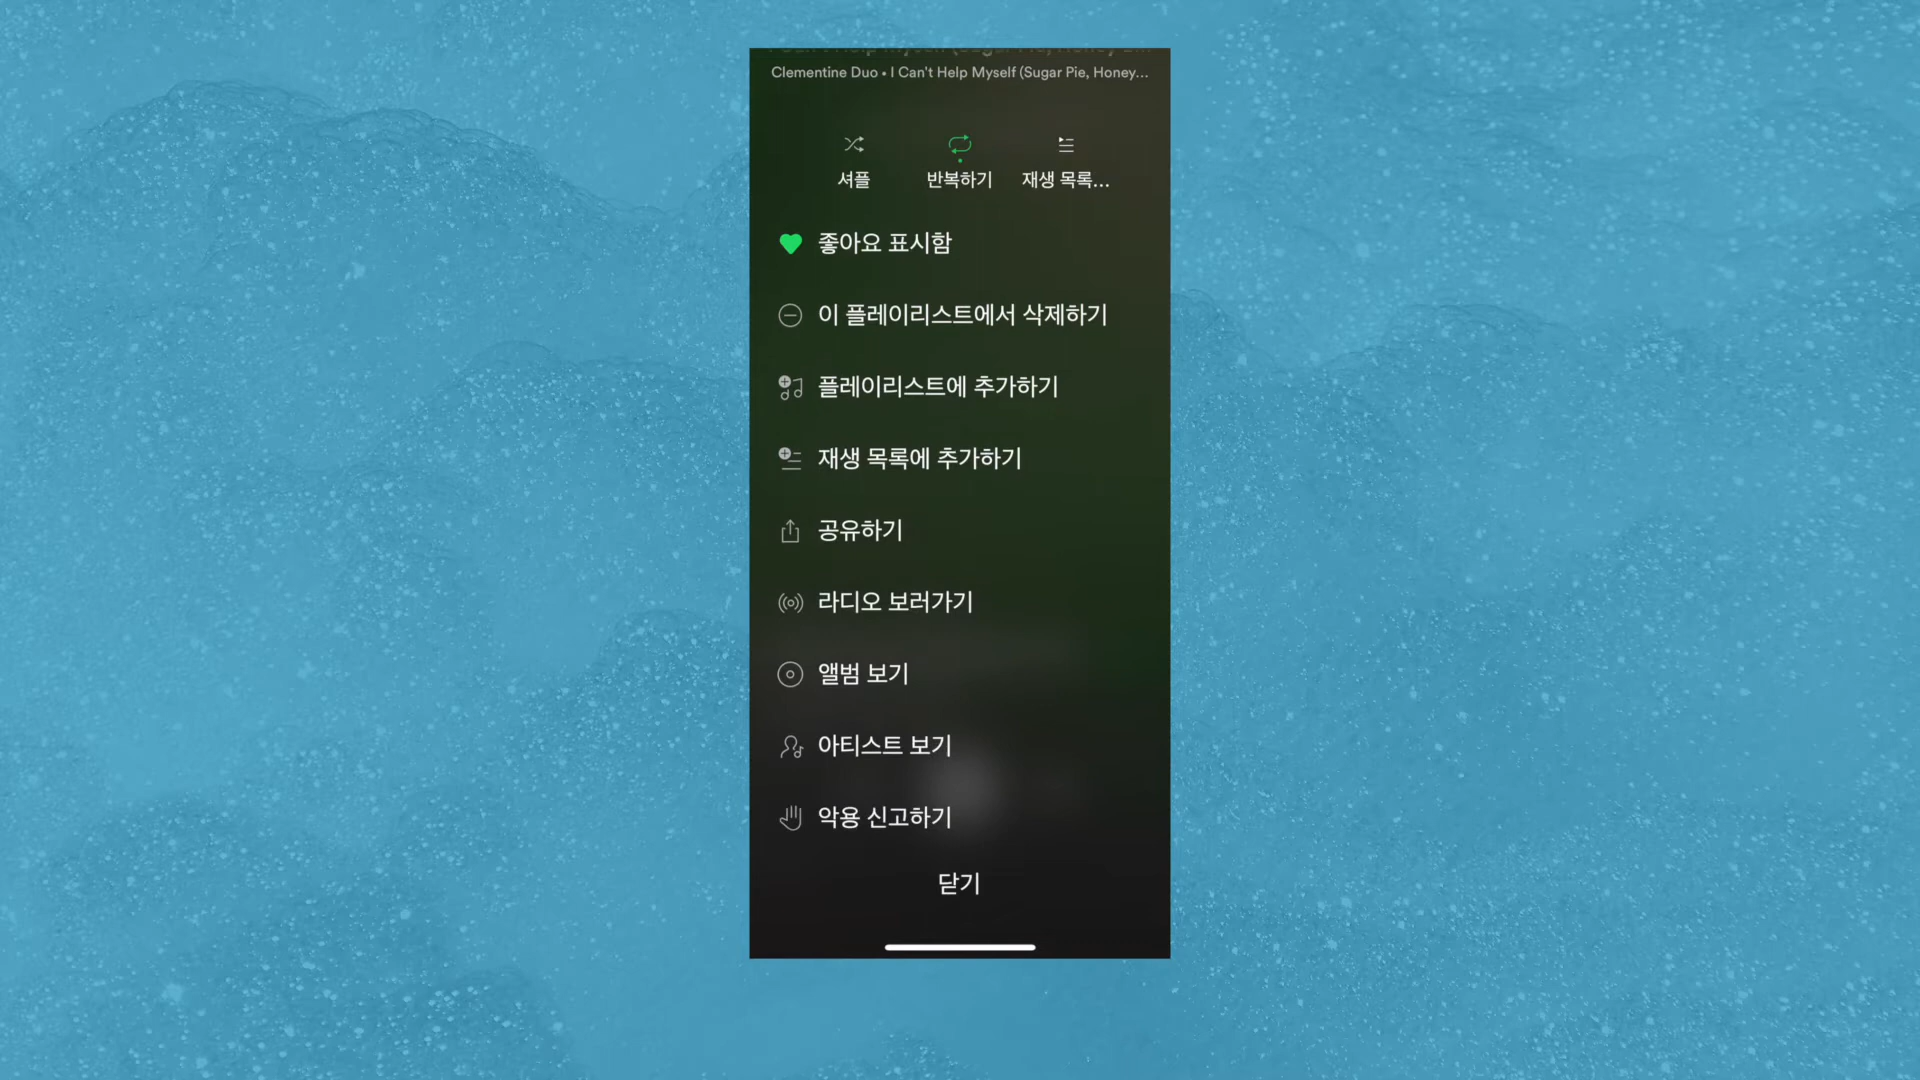 Clementine Duo • I Can't Help Myself (Sugar Pie, Honey...
셔플 반복하기 재생 목록...
좋아요 표시함
이 플레이리스트에서 삭제하기
플레이리스트에 추가하기
재생 목록에 추가하기
공유하기
라디오 보러가기
앨범 보기
아티스트 보기
악용 신고하기
닫기